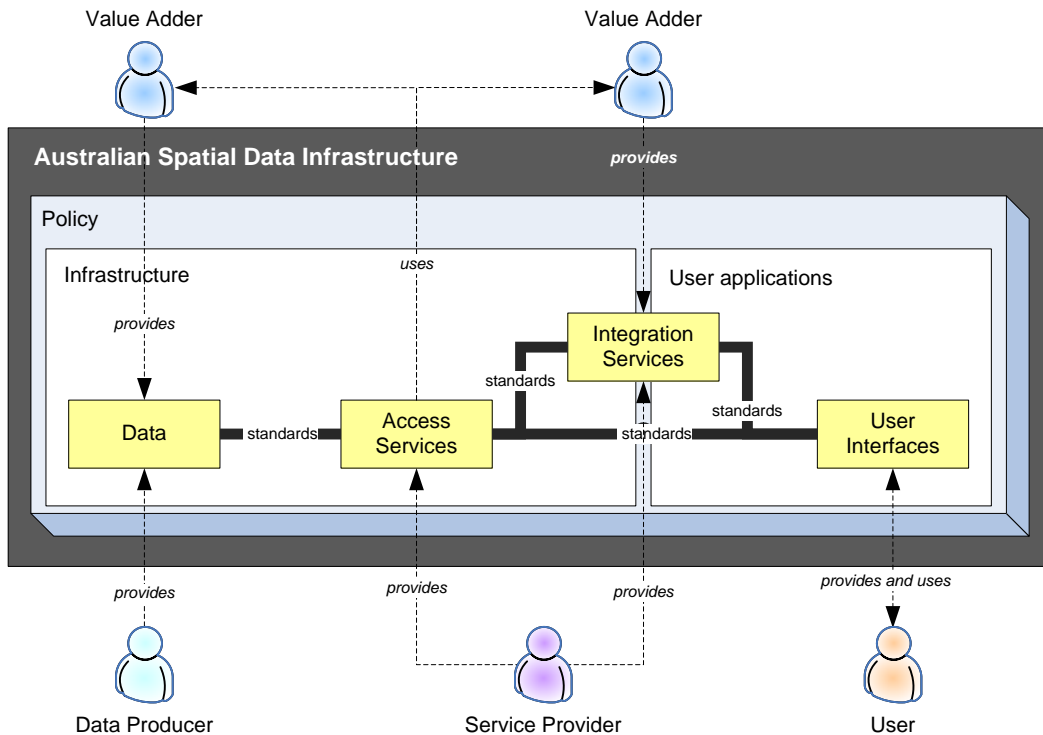 Value Adder
Value Adder
Australian Spatial Data Infrastructure
provides
Policy
Infrastructure
uses
User applications
provides
Integration
Services
standards
standards
Data
standards
Access
Services
standards
User
Interfaces
provides
provides
provides
provides and uses
Data Producer
Service Provider
User